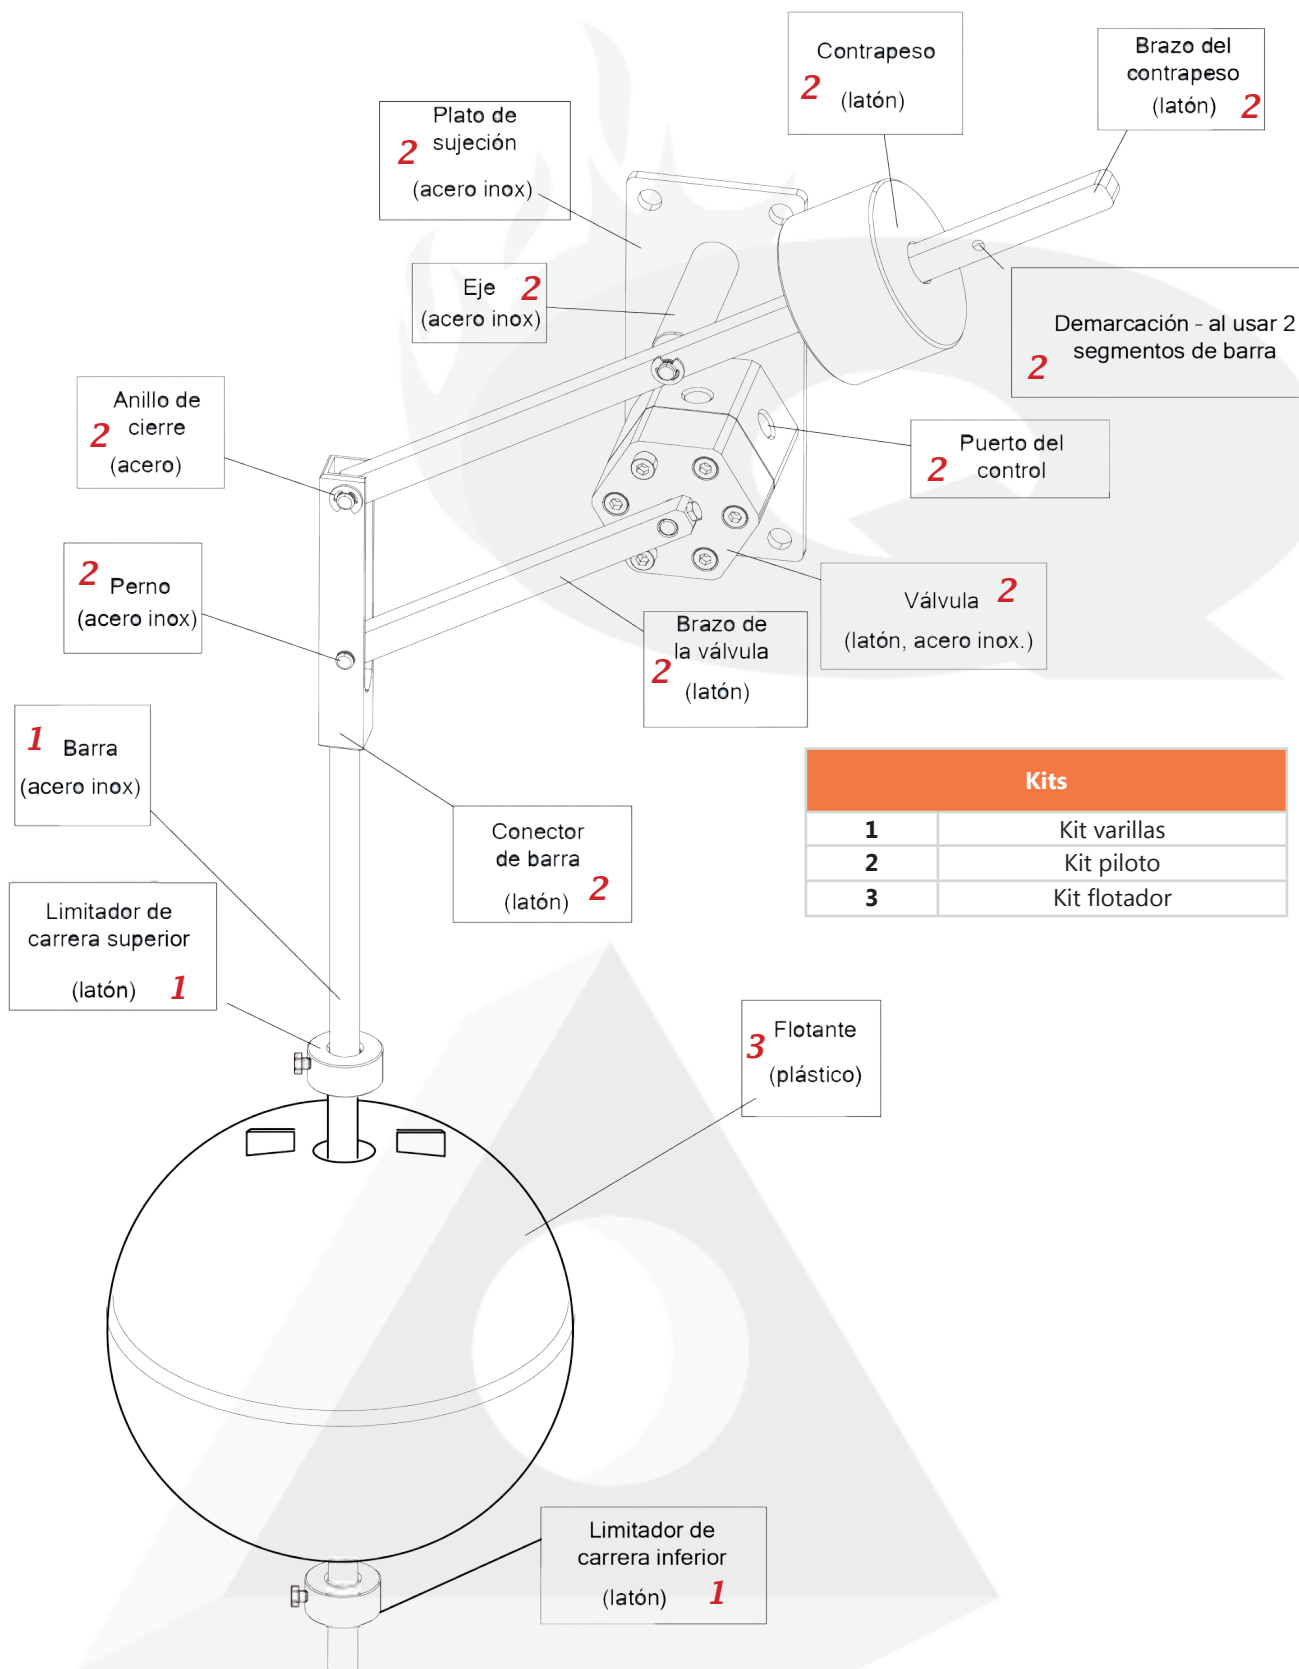 Contrapeso
2
(latón)
Brazo del
contrapeso
(latón) 2
Plato de
2 sujeción
(acero inox)
Eje 2
(acero inox)
Demarcación - al usar 2
segmentos de barra
2
Anillo de
2 cierre
(acero)
Puerto del
2 control
2 Perno
(acero inox)
Válvula 2
(latón, acero inox.)
Brazo de
la válvula
2
(latón)
1 Barra
(acero inox)
Conector
de barra
(latón) 2
Kits
1 Kit varillas
2 Kit piloto
3 Kit flotador
Limitador de
carrera superior
(latón) 1
3 Flotante
(plástico)
Limitador de
carrera inferior
(latón) 1